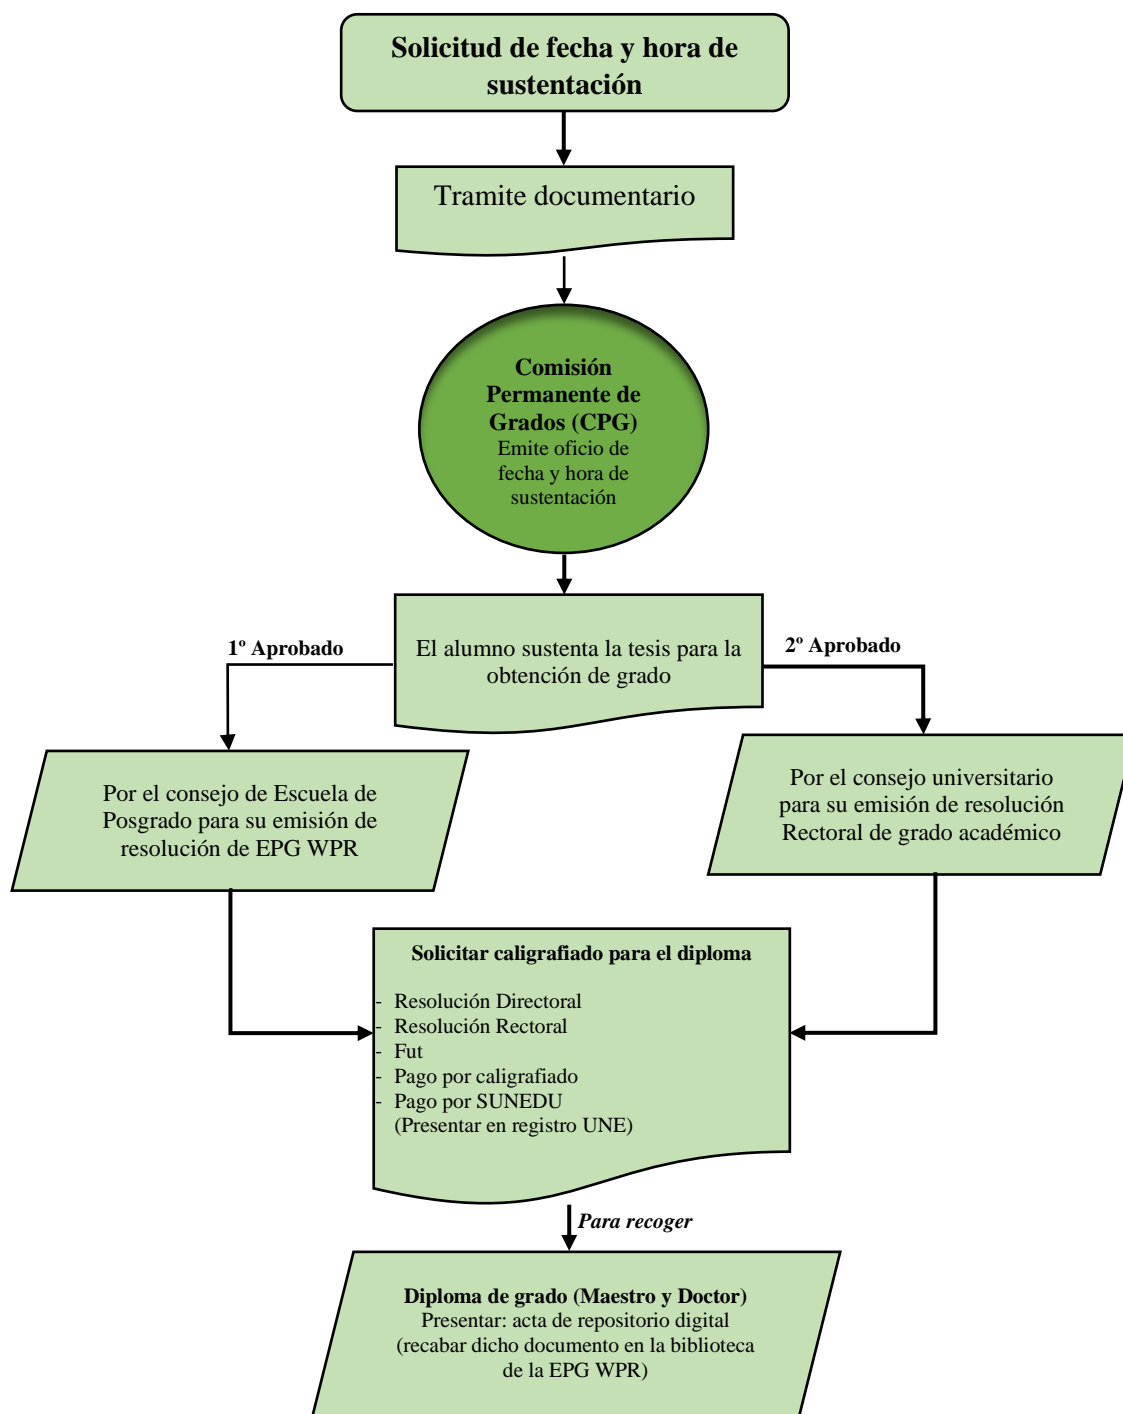 Solicitud de fecha y hora de
sustentación
Tramite documentario
Comisión
Permanente de
Grados (CPG)
Emite oficio de
fecha y hora de
sustentación
El alumno sustenta la tesis para la
obtención de grado
1º Aprobado
2º Aprobado
Por el consejo de Escuela de
Posgrado para su emisión de
resolución de EPG WPR
Por el consejo universitario
para su emisión de resolución
Rectoral de grado académico
Solicitar caligrafiado para el diploma
- Resolución Directoral
- Resolución Rectoral
- Fut
- Pago por caligrafiado
- Pago por SUNEDU
(Presentar en registro UNE)
Para recoger
Diploma de grado (Maestro y Doctor)
Presentar: acta de repositorio digital
(recabar dicho documento en la biblioteca
de la EPG WPR)